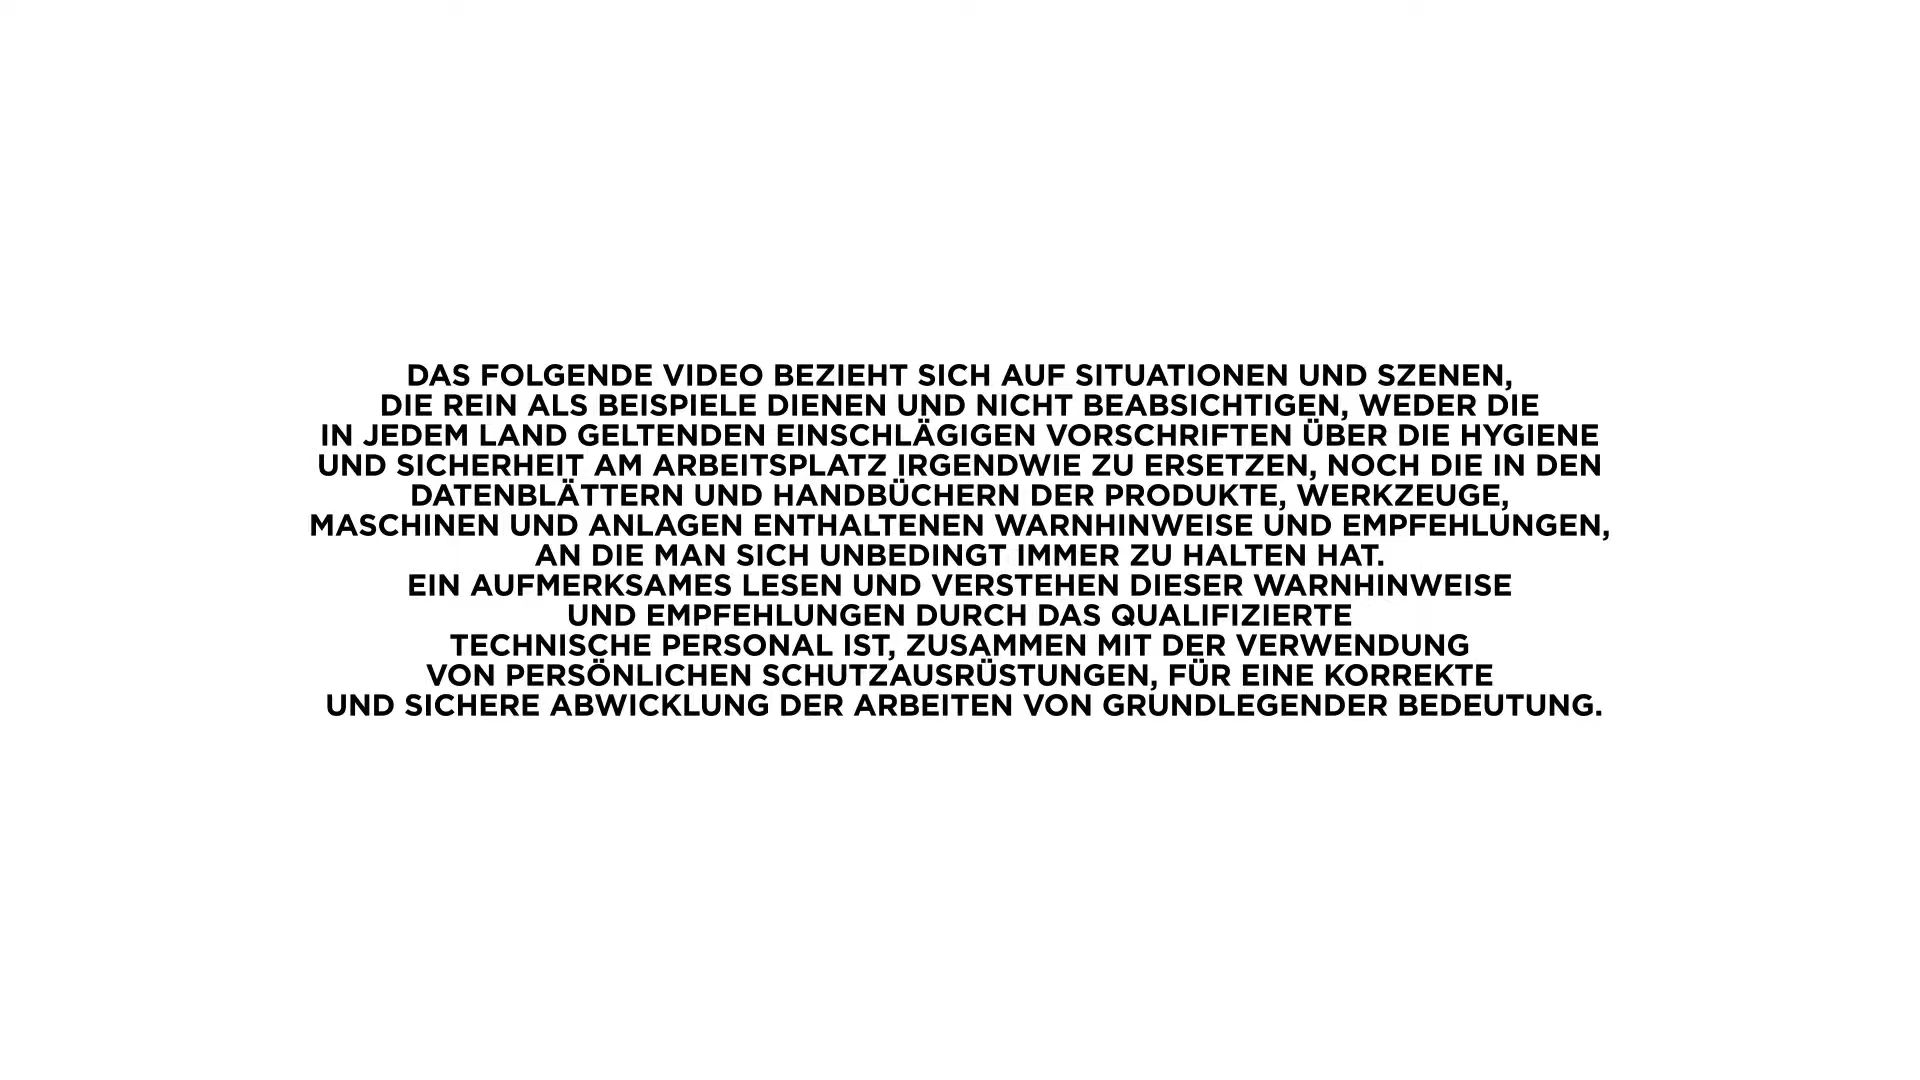 DAS FOLGENDE VIDEO BEZIEHT SICH AUF SITUATIONEN UND SZENEN,
DIE REIN ALS BEISPIELE DIENEN UND NICHT BEABSICHTIGEN, WEDER DIE
IN JEDEM LAND GELTENDEN EINSCHLÄGIGEN VORSCHRIFTEN ÜBER DIE HYGIENE
UND SICHERHEIT AM ARBEITSPLATZ IRGENDWIE ZU ERSETZEN, NOCH DIE IN DEN
DATENBLÄTTERN UND HANDBÜCHERN DER PRODUKTE, WERKZEUGE,
MASCHINEN UND ANLAGEN ENTHALTENEN WARNHINWEISE UND EMPFEHLUNGEN,
AN DIE MAN SICH UNBEDINGT IMMER ZU HALTEN HAT.
EIN AUFMERKSAMES LESEN UND VERSTEHEN DIESER WARNHINWEISE
UND EMPFEHLUNGEN DURCH DAS QUALIFIZIERTE
TECHNISCHE PERSONAL IST, ZUSAMMEN MIT DER VERWENDUNG
VON PERSÖNLICHEN SCHUTZAUSRÜSTUNGEN, FÜR EINE KORREKTE
UND SICHERE ABWICKLUNG DER ARBEITEN VON GRUNDLEGENDER BEDEUTUNG.